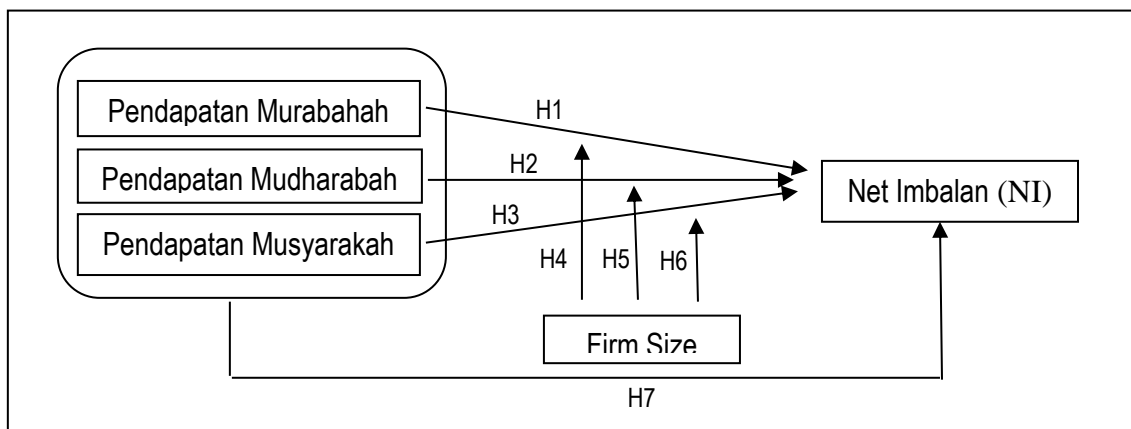 Pendapatan Murabahah
H1
Pendapatan Mudharabah
H2
Net Imbalan (NI)
Pendapatan Musyarakah
H3
H4
H5
H6
Firm Size
H7